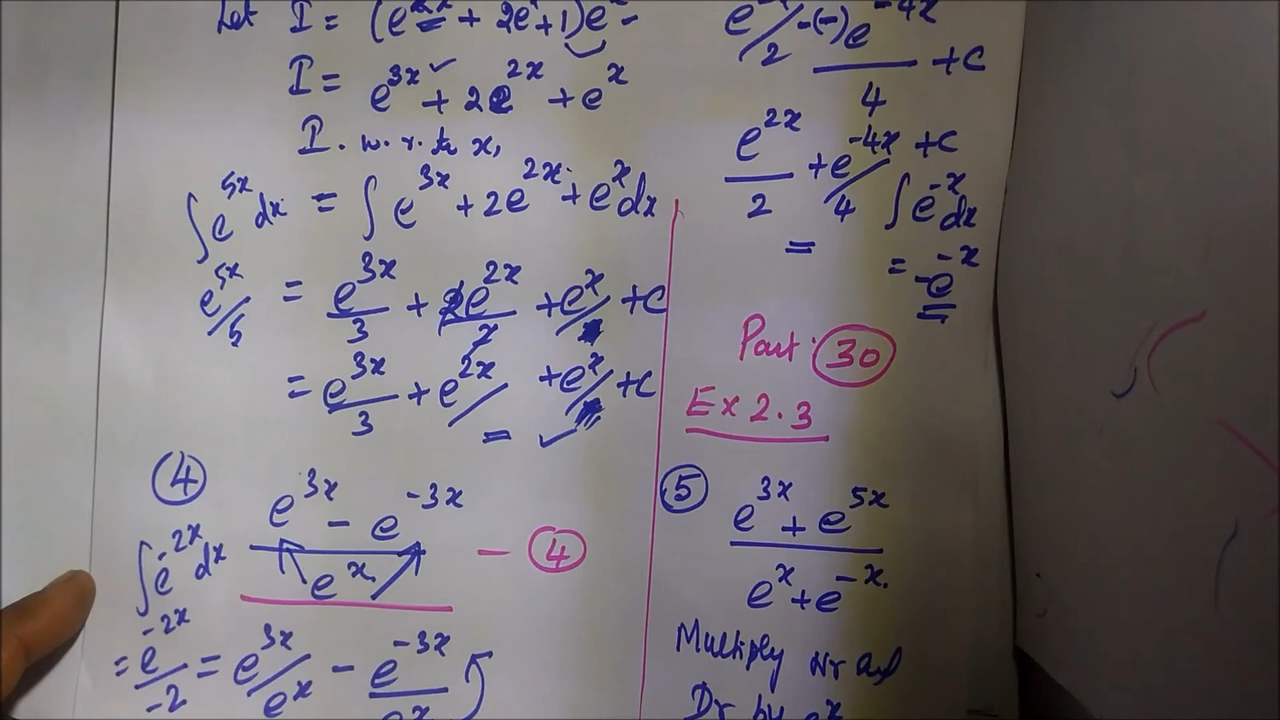 Let I = (e^2x + 2e^x + 1)e^x
I = e^3x + 2e^2x + e^x
I. w. r. to x,
∫e^5x dx = ∫ e^3x + 2e^2x + e^x dx
e^5x/5 = e^3x/3 + 2e^2x/2 + e^x/ + C
= e^3x/3 + e^2x/ + e^x/ + C
=
④
e^3x - e^-3x
e^x
- ④
∫e^-2x dx
= e^-2x/-2
= e^3x/e^x - e^-3x/e^x
/2 -(-)e^-4x/4 + C
e^2x/2 + e^-4x/4 + C
=
∫e^-x dx
= -e^-x
Part. 30
Ex 2.3
⑤
e^3x + e^5x
e^x + e^-x.
Multiply Nr and
Dr by e^x